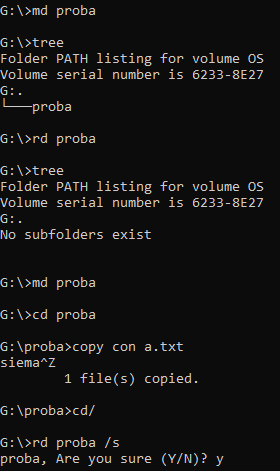 G:\>md proba
G:\>tree
Folder PATH listing for volume OS
Volume serial number is 6233-8E27
G:.
└───proba
G:\>rd proba
G:\>tree
Folder PATH listing for volume OS
Volume serial number is 6233-8E27
G:.
No subfolders exist
G:\>md proba
G:\>cd proba
G:\proba>copy con a.txt
siema^Z
        1 file(s) copied.
G:\proba>cd/
G:\>rd proba /s
proba, Are you sure (Y/N)? y